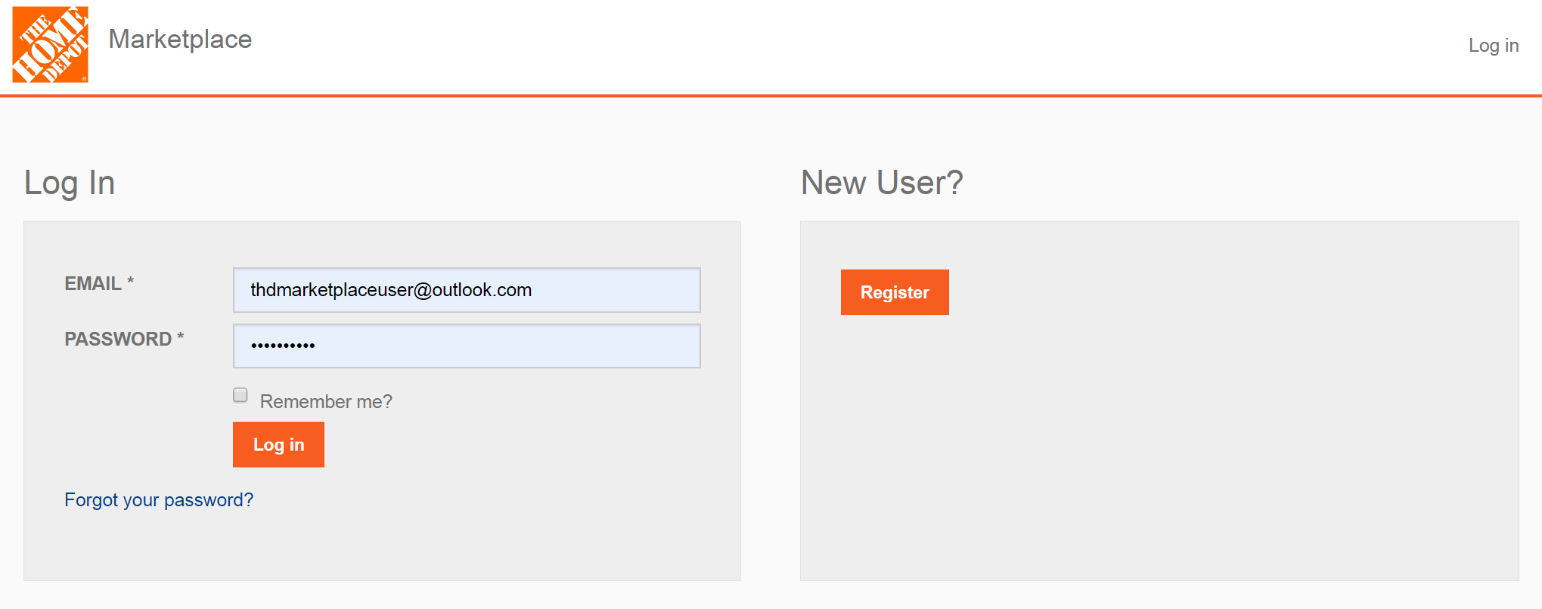 THE
HOME
DEPOT
Marketplace
Log in
Log In
EMAIL *
thdmarketplaceuser@outlook.com
PASSWORD *
••••••••••
Remember me?
Log in
Forgot your password?
New User?
Register